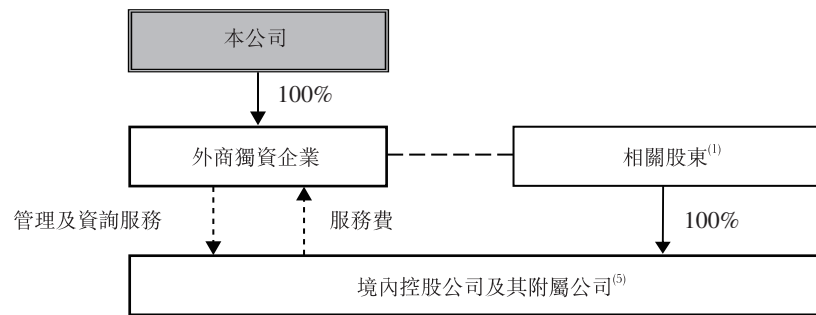 本公司
100%
外商獨資企業
相關股東(1)
管理及資詢服務
服務費
100%
境內控股公司及其附屬公司(5)